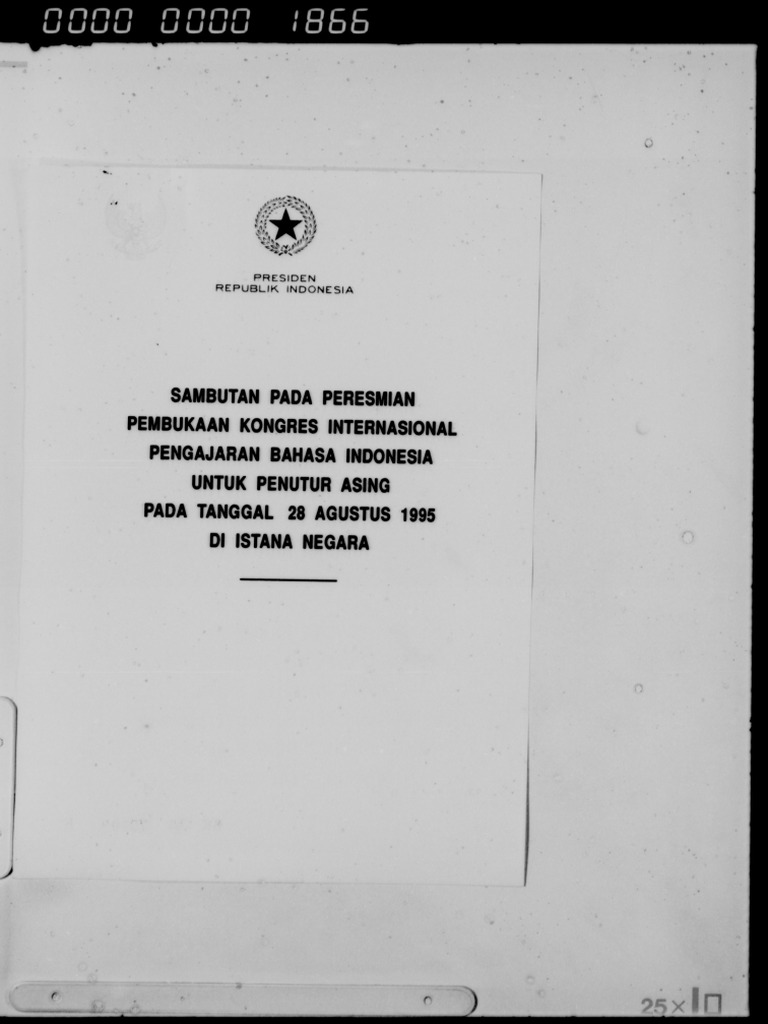 0000 0000 1866
PRESIDEN
REPUBLIK INDONESIA
SAMBUTAN PADA PERESMIAN
PEMBUKAAN KONGRES INTERNASIONAL
PENGAJARAN BAHASA INDONESIA
UNTUK PENUTUR ASING
PADA TANGGAL 28 AGUSTUS 1995
DI ISTANA NEGARA
25×